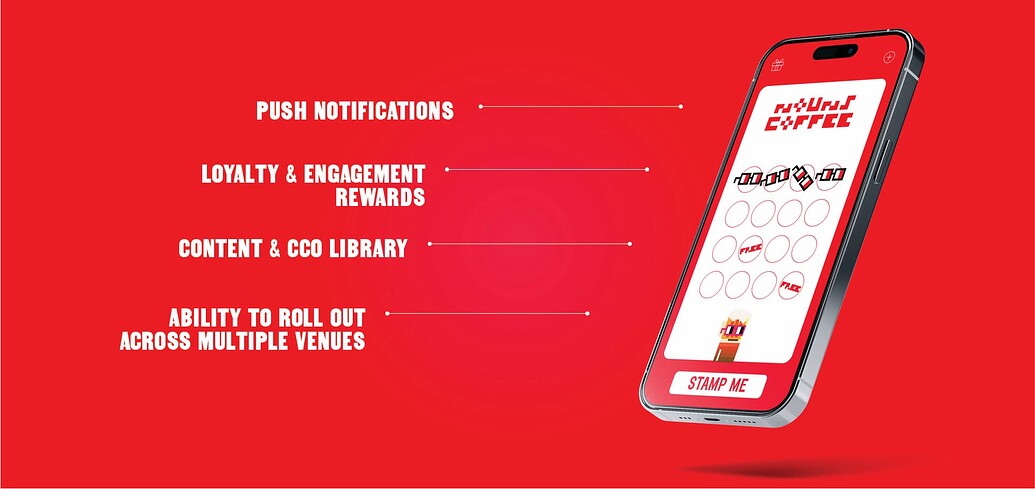 PUSH NOTIFICATIONS
LOYALTY & ENGAGEMENT
REWARDS
CONTENT & CCO LIBRARY
ABILITY TO ROLL OUT
ACROSS MULTIPLE VENUES
NOUNS
COFFEE
FREE
FREE
STAMP ME